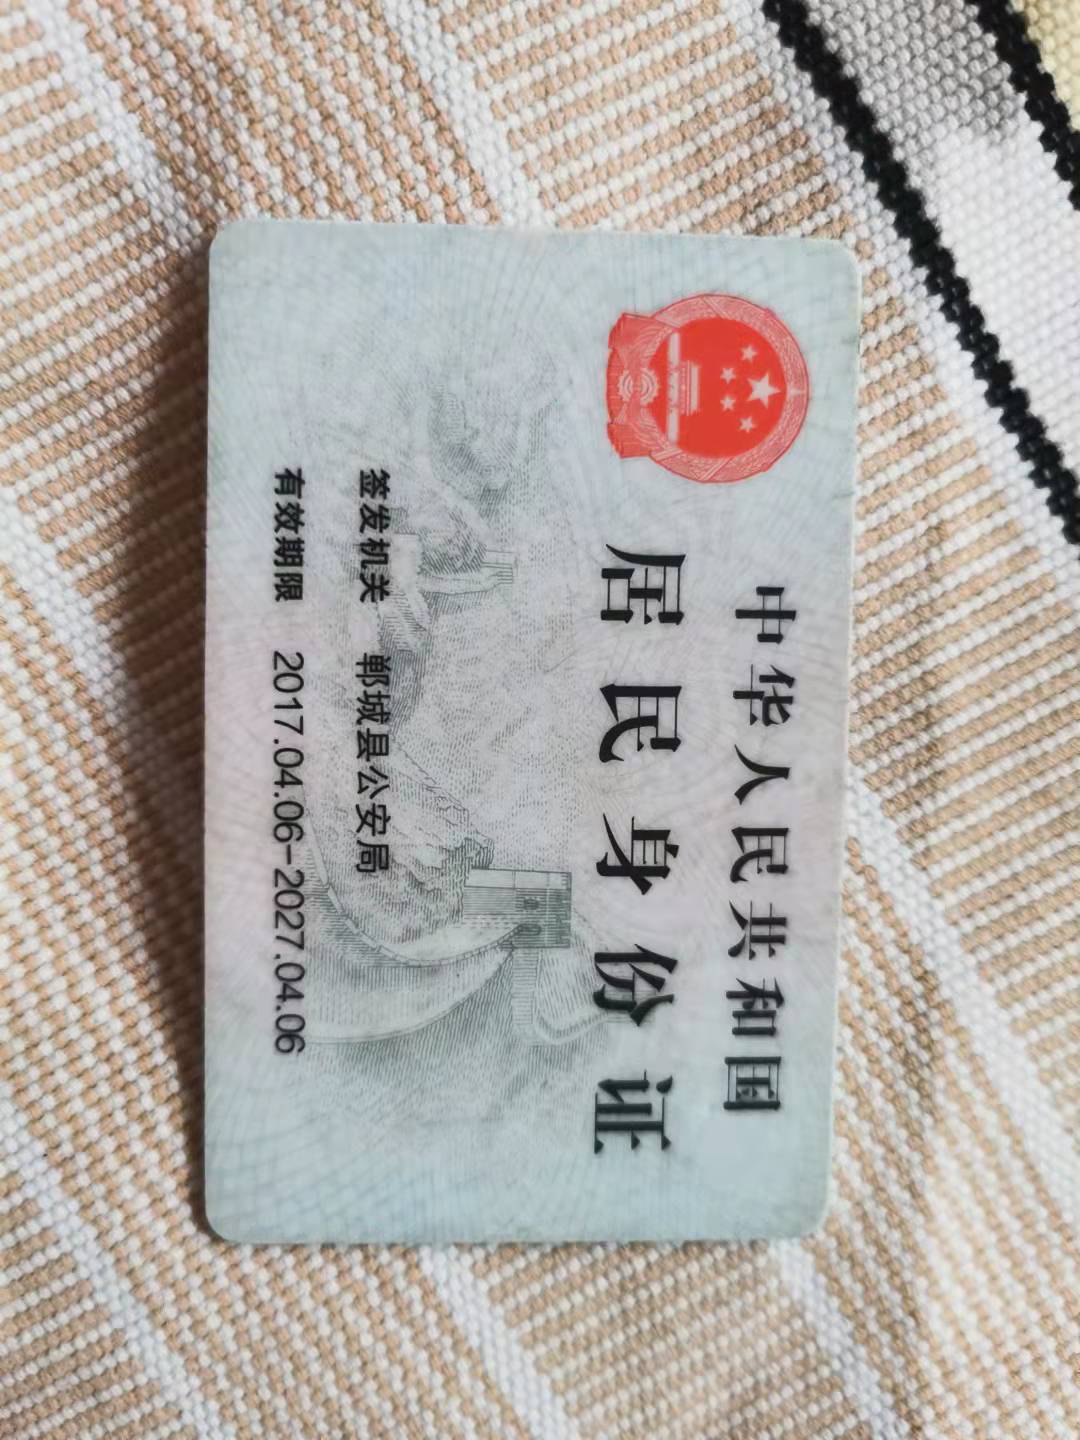 中华人民共和国
居民身份证
签发机关 郸城县公安局
有效期限 2017.04.06-2027.04.06